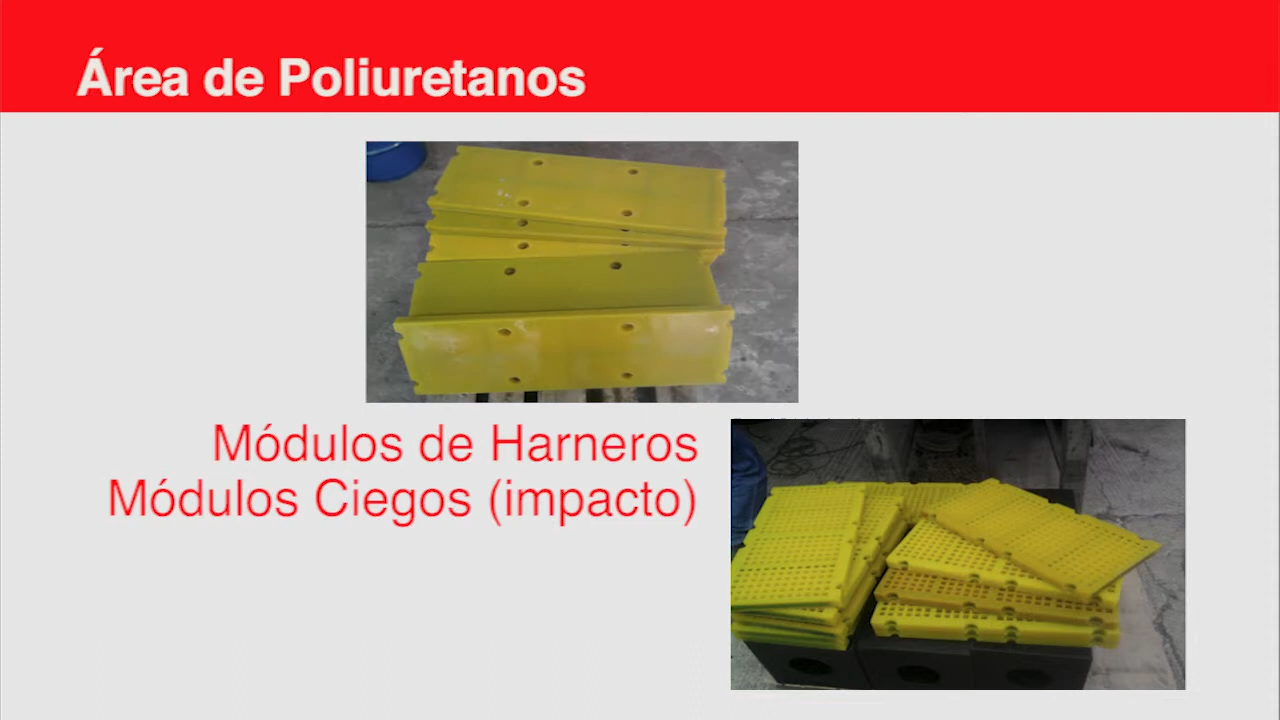 Área de Poliuretanos
Módulos de Harneros
Módulos Ciegos (impacto)